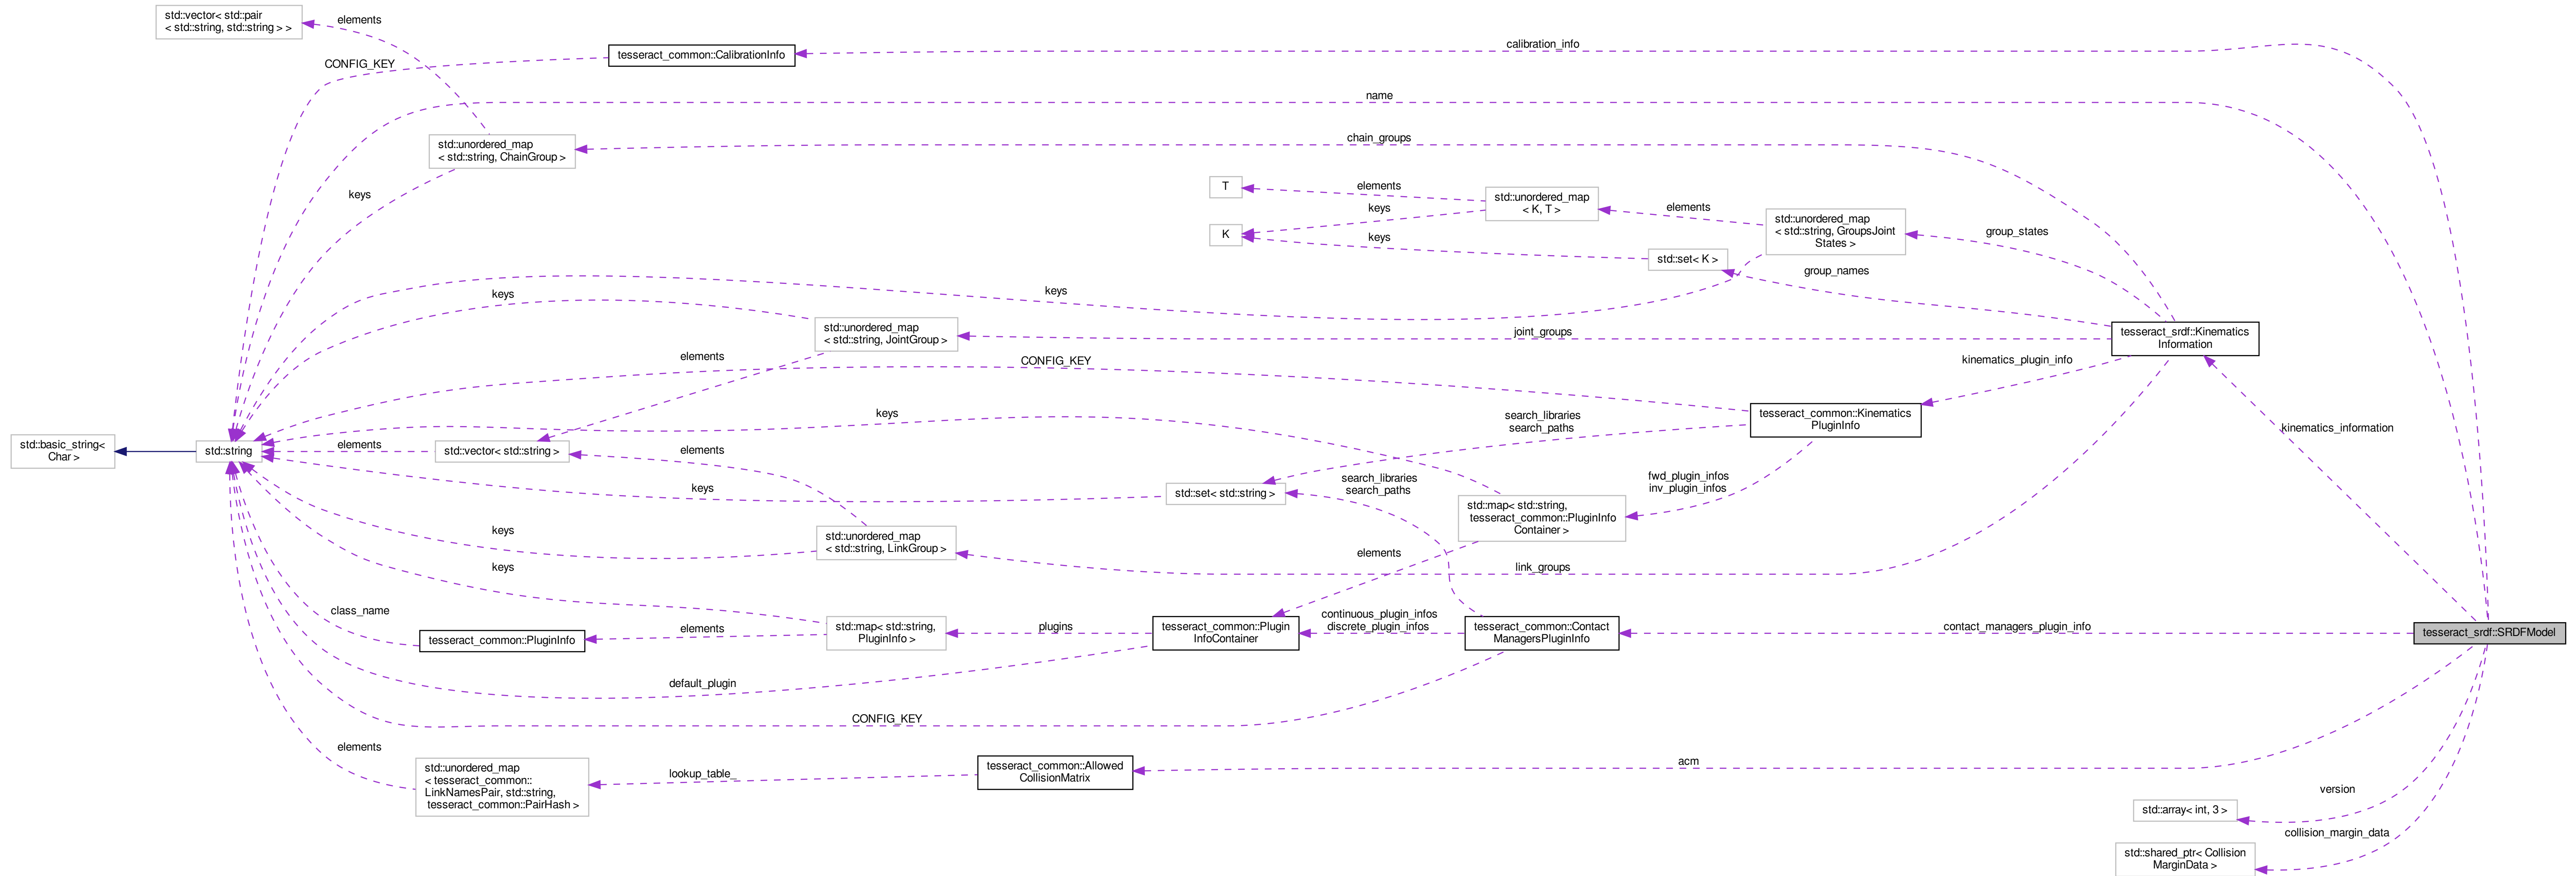 std::vector< std::pair
< std::string, std::string > >
elements
calibration_info
tesseract_common::CalibrationInfo
CONFIG_KEY
name
std::unordered_map
< std::string, ChainGroup >
chain_groups
keys
T
elements
std::unordered_map
< K, T >
keys
elements
std::unordered_map
< std::string, GroupsJoint
States >
group_states
K
keys
std::set< K >
group_names
keys
keys
std::unordered_map
< std::string, JointGroup >
joint_groups
tesseract_srdf::Kinematics
Information
elements
CONFIG_KEY
kinematics_plugin_info
keys
search_libraries
search_paths
tesseract_common::Kinematics
PluginInfo
kinematics_information
std::basic_string<
Char >
std::string
elements
std::vector< std::string >
elements
keys
std::set< std::string >
search_libraries
search_paths
fwd_plugin_infos
inv_plugin_infos
std::map< std::string,
tesseract_common::PluginInfo
Container >
keys
std::unordered_map
< std::string, LinkGroup >
elements
link_groups
keys
class_name
tesseract_common::PluginInfo
elements
std::map< std::string,
PluginInfo >
plugins
tesseract_common::Plugin
InfoContainer
continuous_plugin_infos
discrete_plugin_infos
tesseract_common::Contact
ManagersPluginInfo
contact_managers_plugin_info
tesseract_srdf::SRDFModel
default_plugin
CONFIG_KEY
elements
std::unordered_map
< tesseract_common::
LinkNamesPair, std::string,
tesseract_common::PairHash >
lookup_table_
tesseract_common::Allowed
CollisionMatrix
acm
version
std::array< int, 3 >
collision_margin_data
std::shared_ptr< Collision
MarginData >